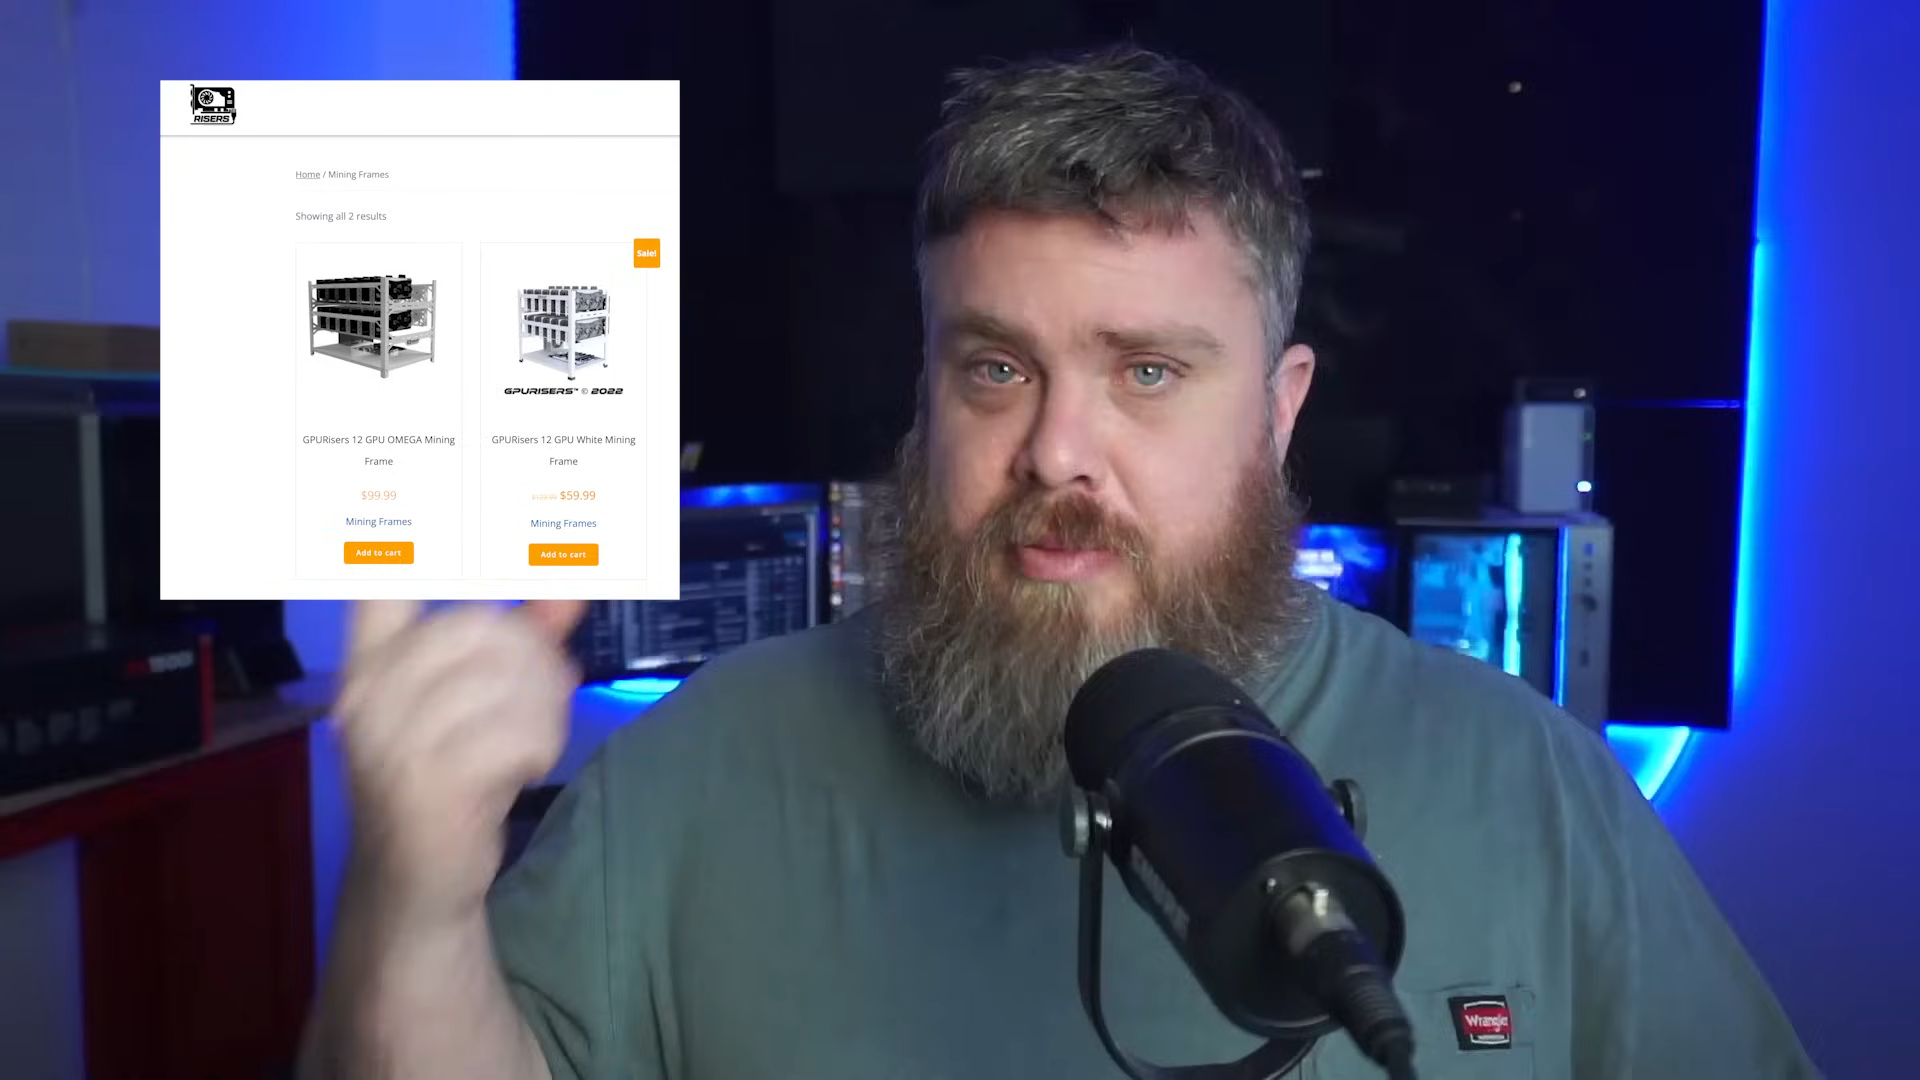 RISERS
Home / Mining Frames
Showing all 2 results
Sale!
GPURISERS™ © 2022
GPURisers 12 GPU OMEGA Mining
Frame
$99.99
Mining Frames
Add to cart
GPURisers 12 GPU White Mining
Frame
$59.99
Mining Frames
Add to cart
Wrangler